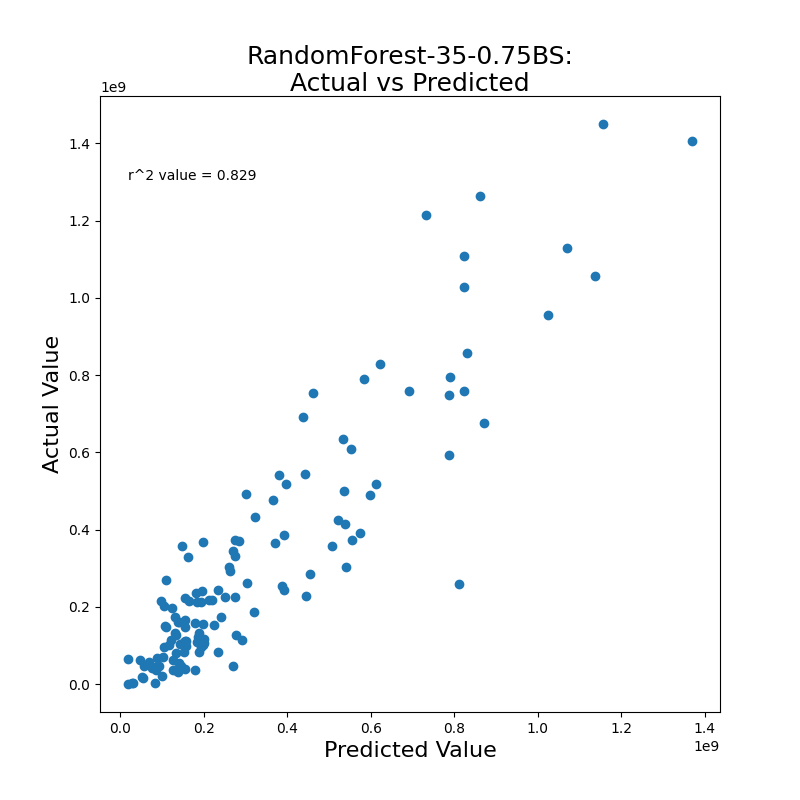 RandomForest-35-0.75BS:
Actual vs Predicted
1e9
1.4
r^2 value = 0.829
1.2
1.0
0.8
Actual Value
0.6
0.4
0.2
0.0
0.0 0.2 0.4 0.6 0.8 1.0 1.2 1.4
Predicted Value
1e9